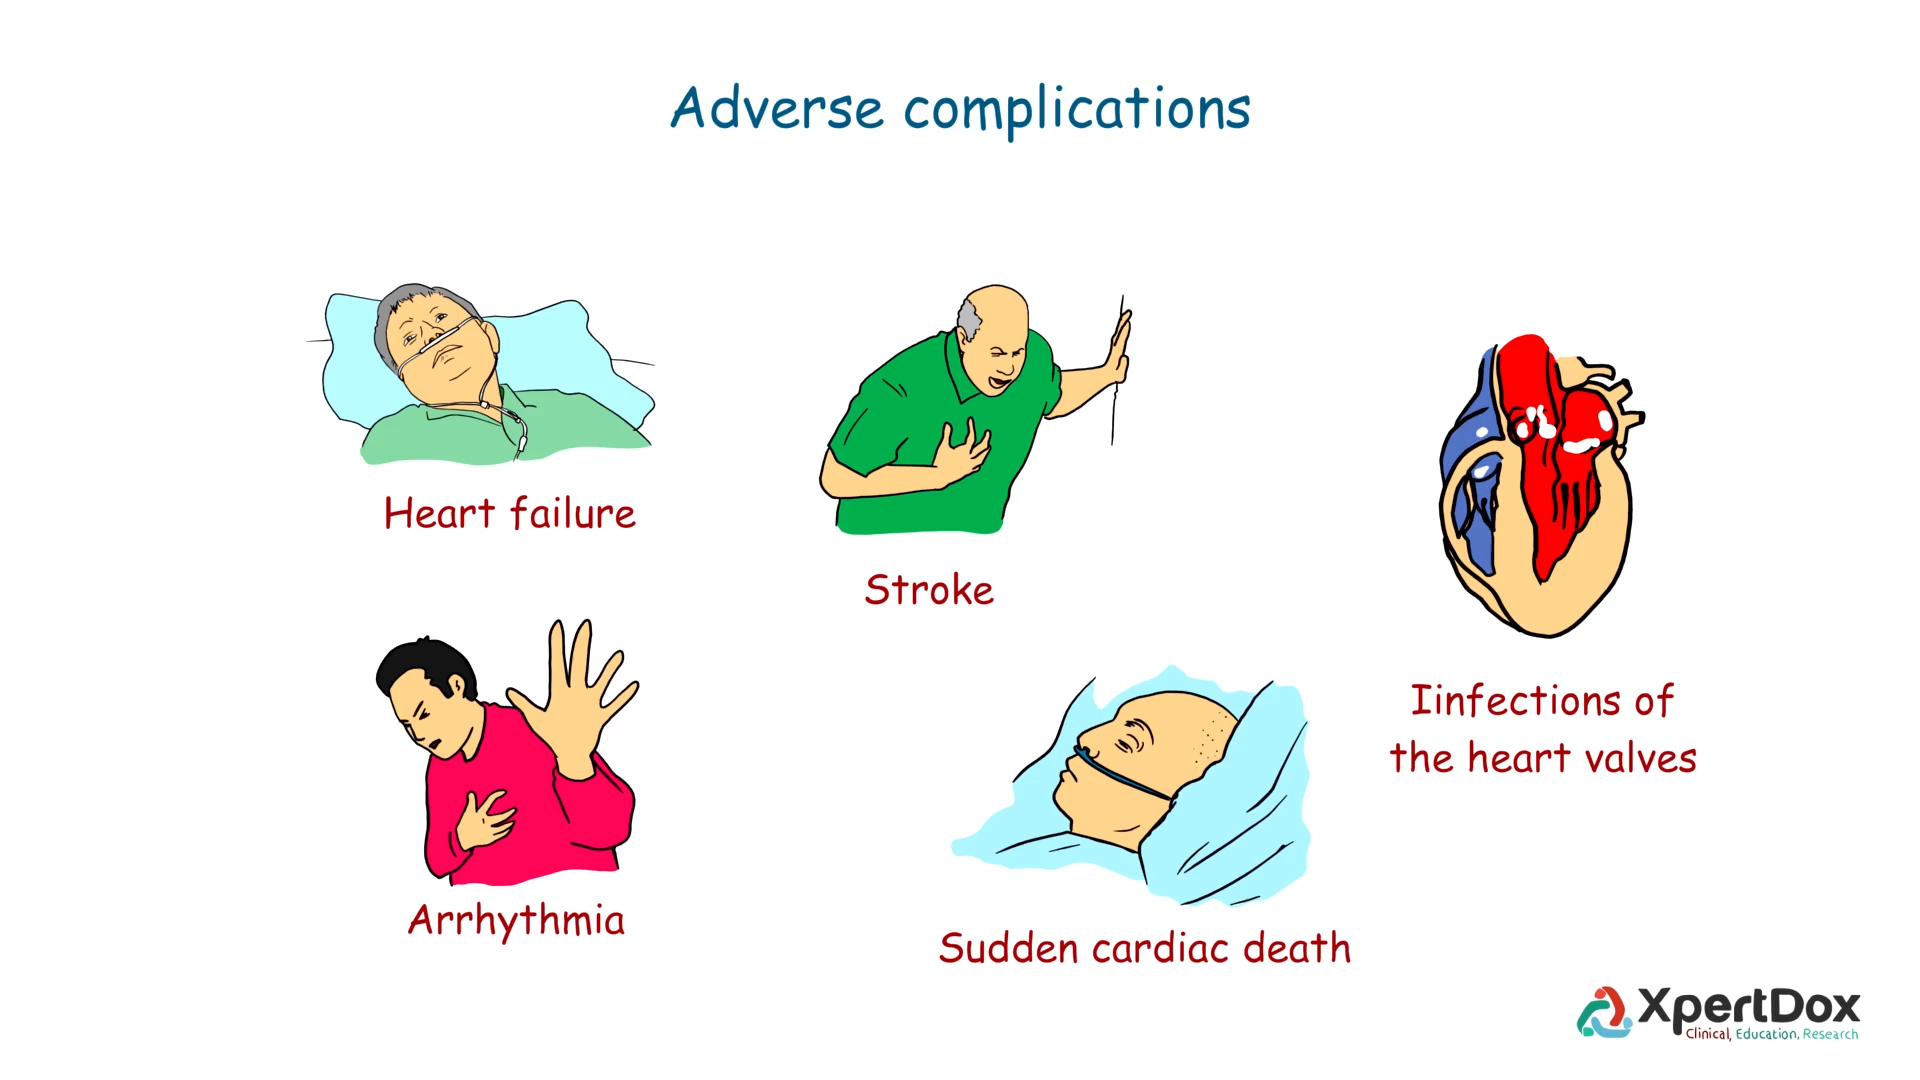 Adverse complications
Heart failure
Stroke
Iinfections of
the heart valves
Arrhythmia
Sudden cardiac death
XpertDox
Clinical, Education, Research